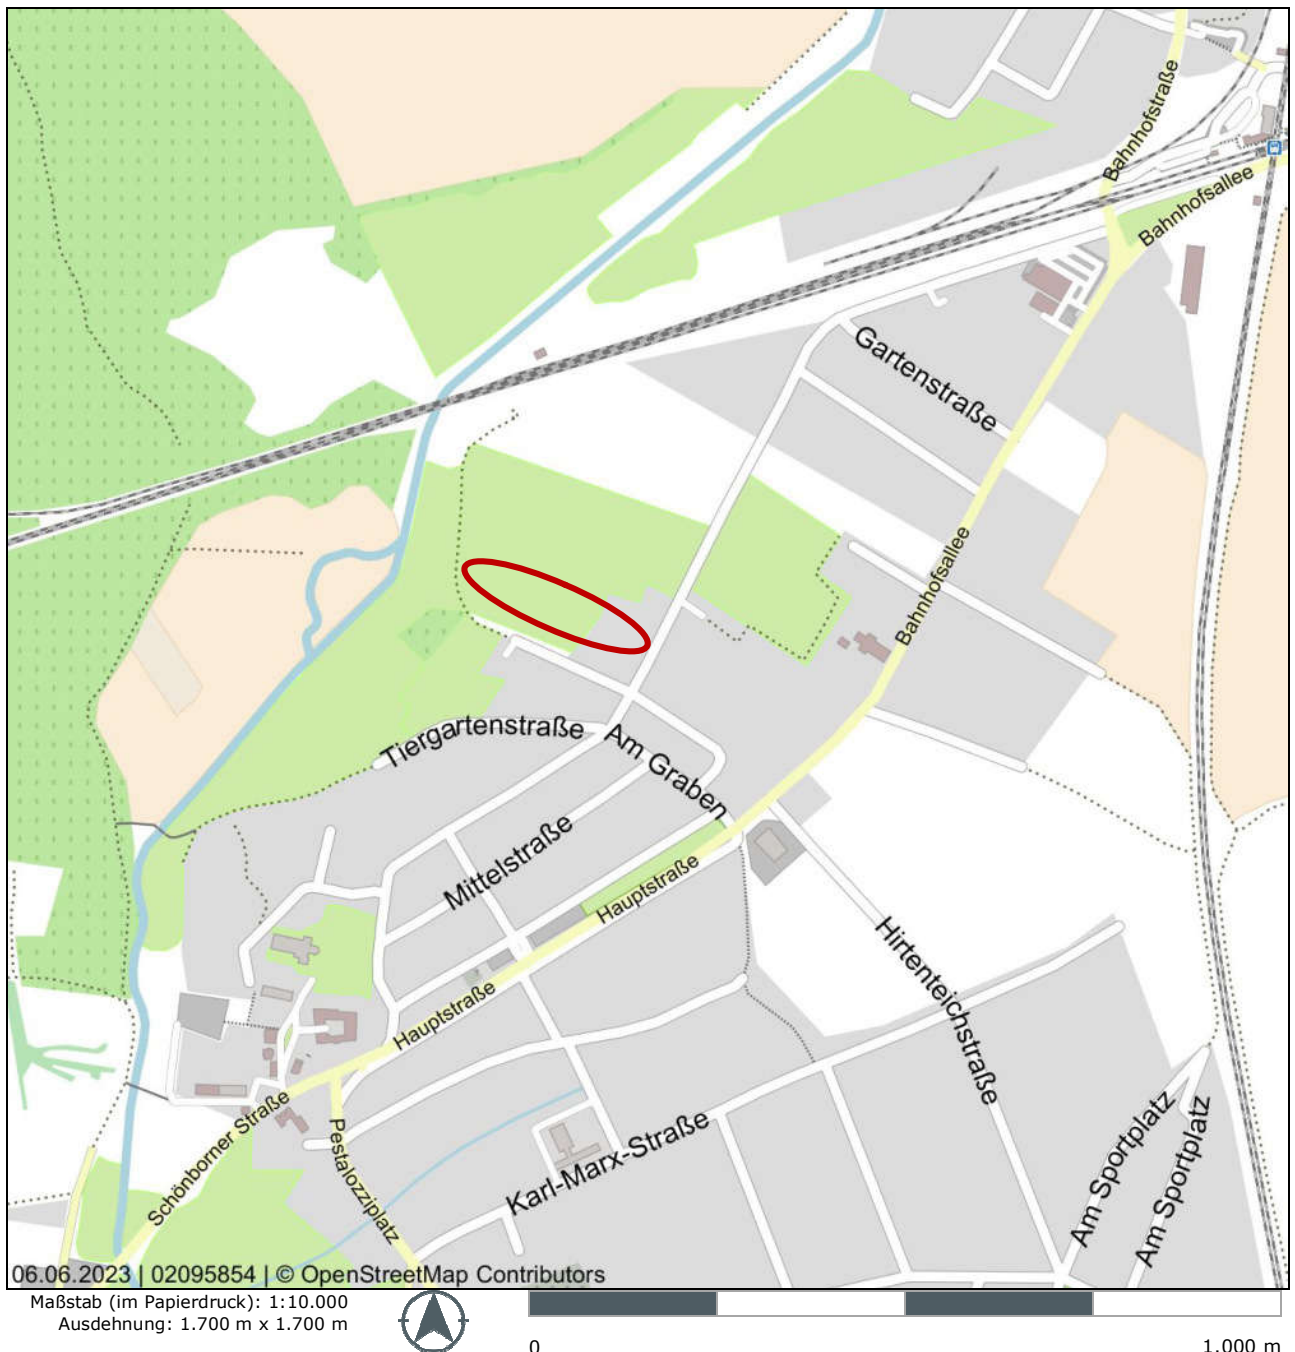 Bahnhofstraße
Bahnhofsallee
Gartenstraße
Bahnhofsallee
Tiergartenstraße
Am Graben
Mittelstraße
Hauptstraße
Hirtenteichstraße
Hauptstraße
Schönborner Straße
Pestalozziplatz
Karl-Marx-Straße
Am Sportplatz
Am Sportplatz
06.06.2023 | 02095854 | © OpenStreetMap Contributors
Maßstab (im Papierdruck): 1:10.000
Ausdehnung: 1.700 m x 1.700 m
0
1.000 m